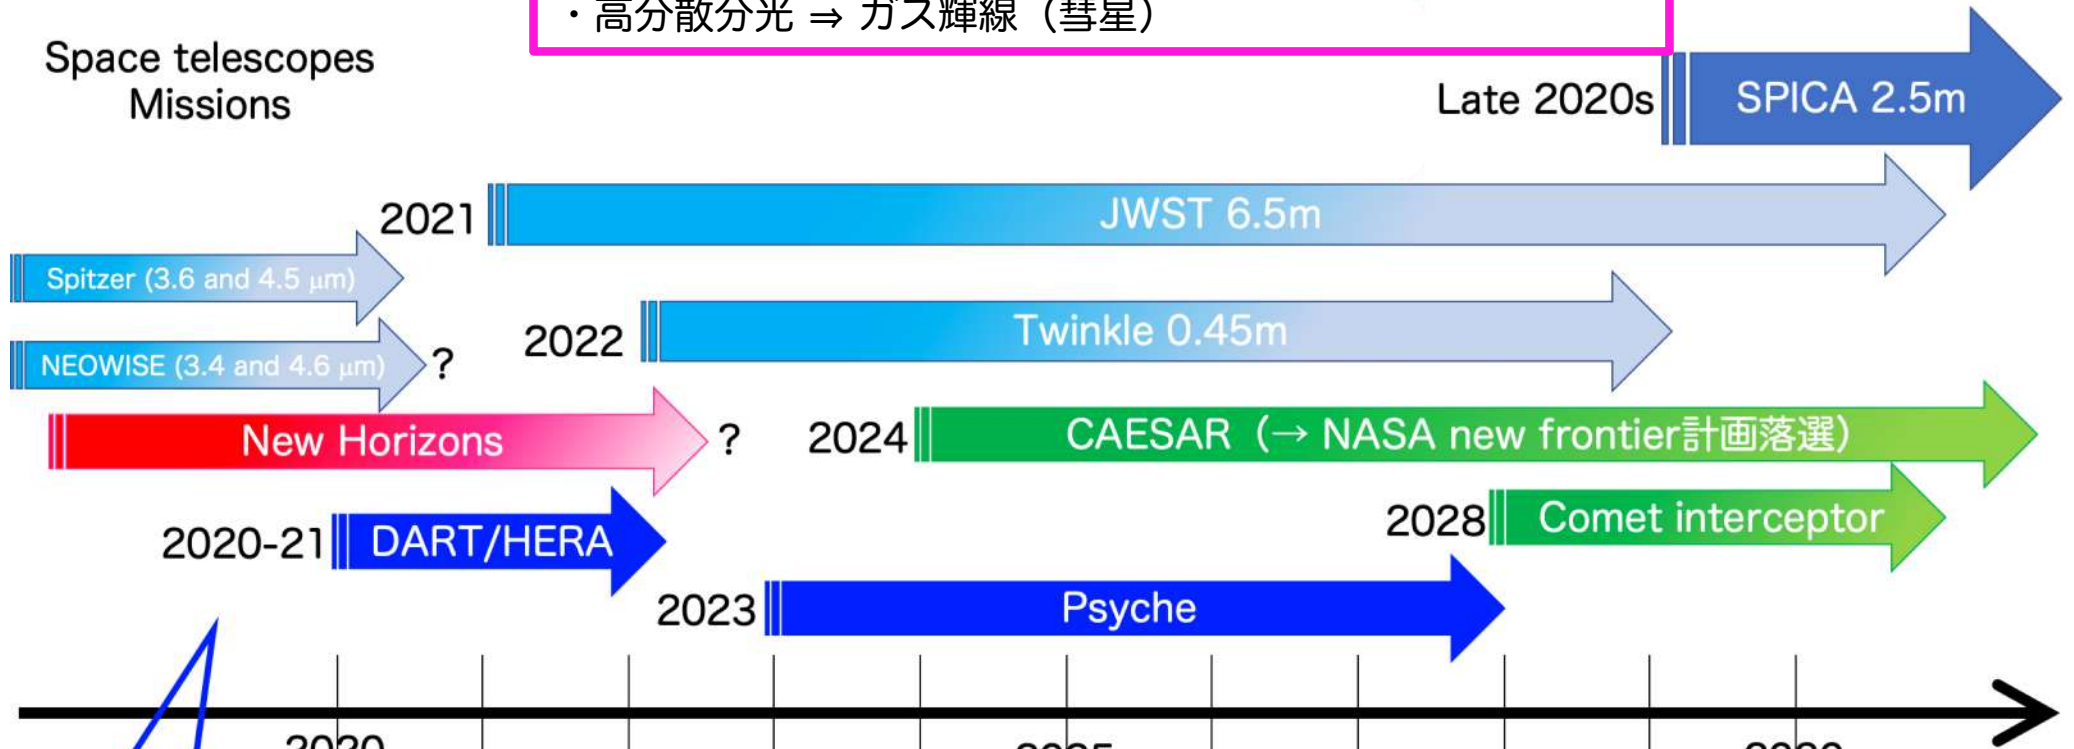 ・高分散分光 ⇒ ガス輝線（彗星）
Space telescopes
Missions
Late 2020s
SPICA 2.5m
2021
JWST 6.5m
Spitzer (3.6 and 4.5 μm)
2022
Twinkle 0.45m
NEOWISE (3.4 and 4.6 μm)
?
New Horizons
?
2024
CAESAR（→ NASA new frontier計画落選）
2028
Comet interceptor
2020-21
DART/HERA
2023
Psyche
2020
2025
2030